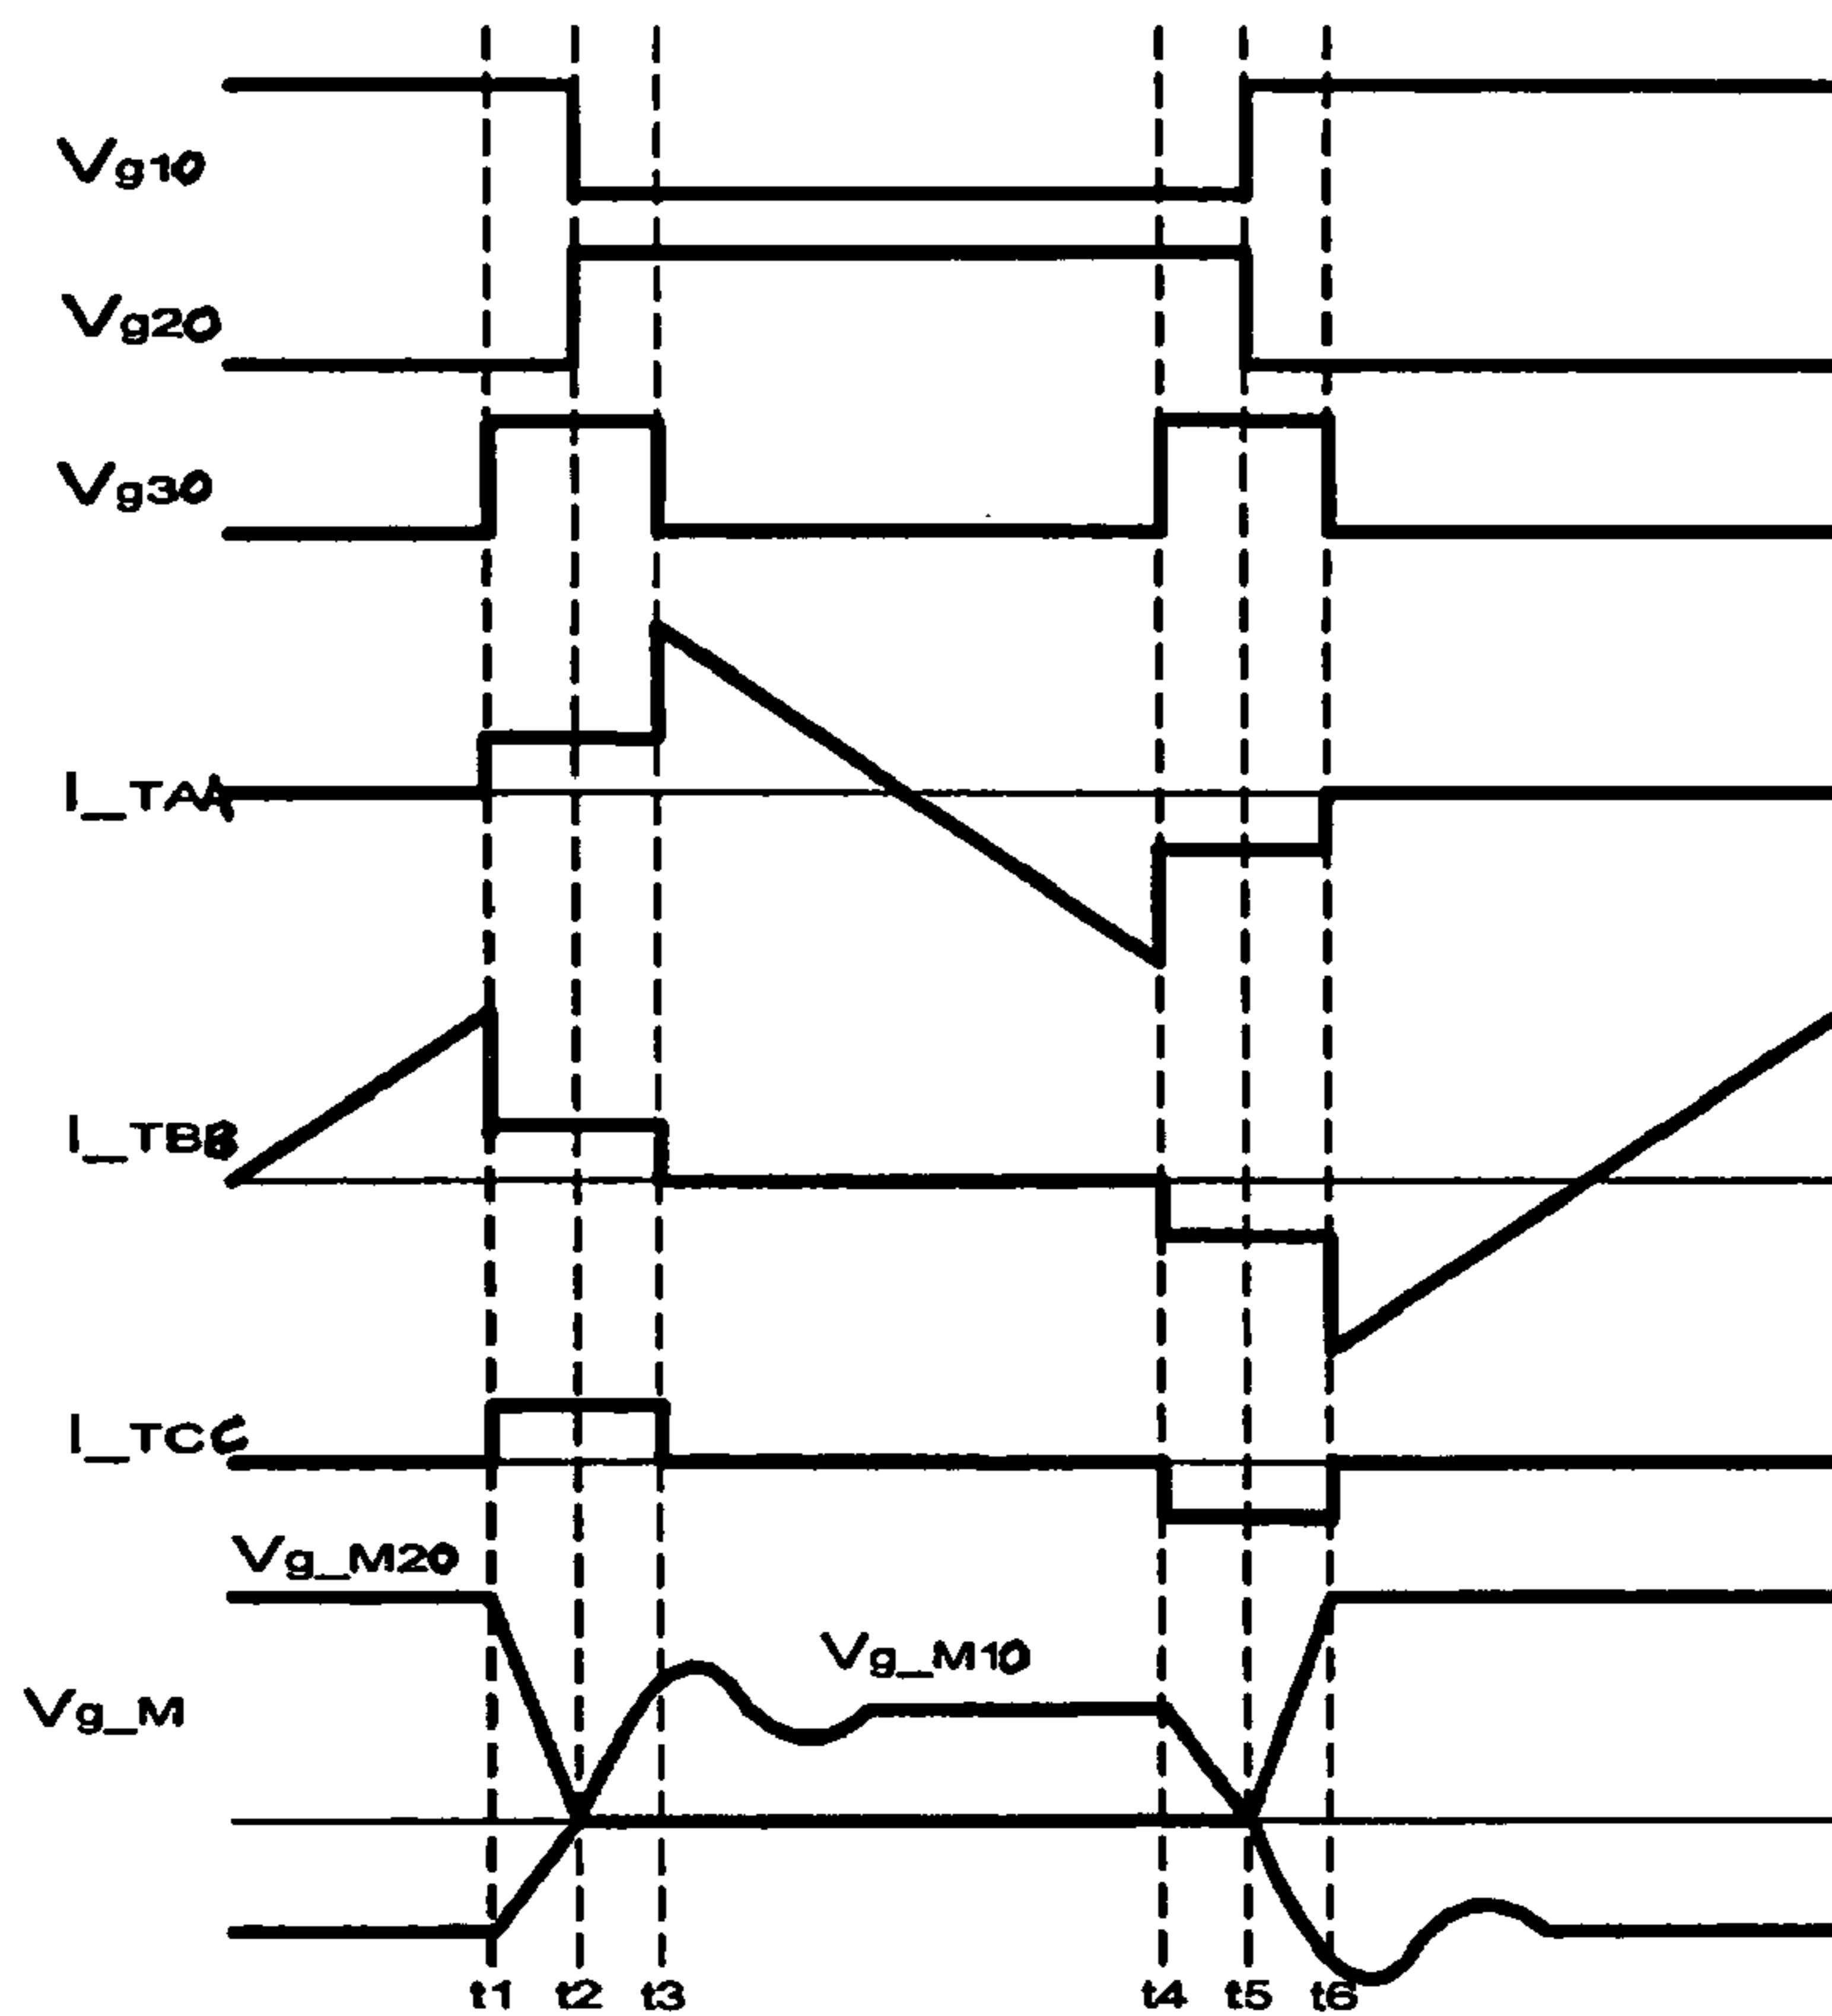 Vg10
Vg20
Vg30
I_TAA
I_TBB
I_TCC
Vg_M20
Vg_M10
Vg_M
t1 t2 t3 t4 t5 t6